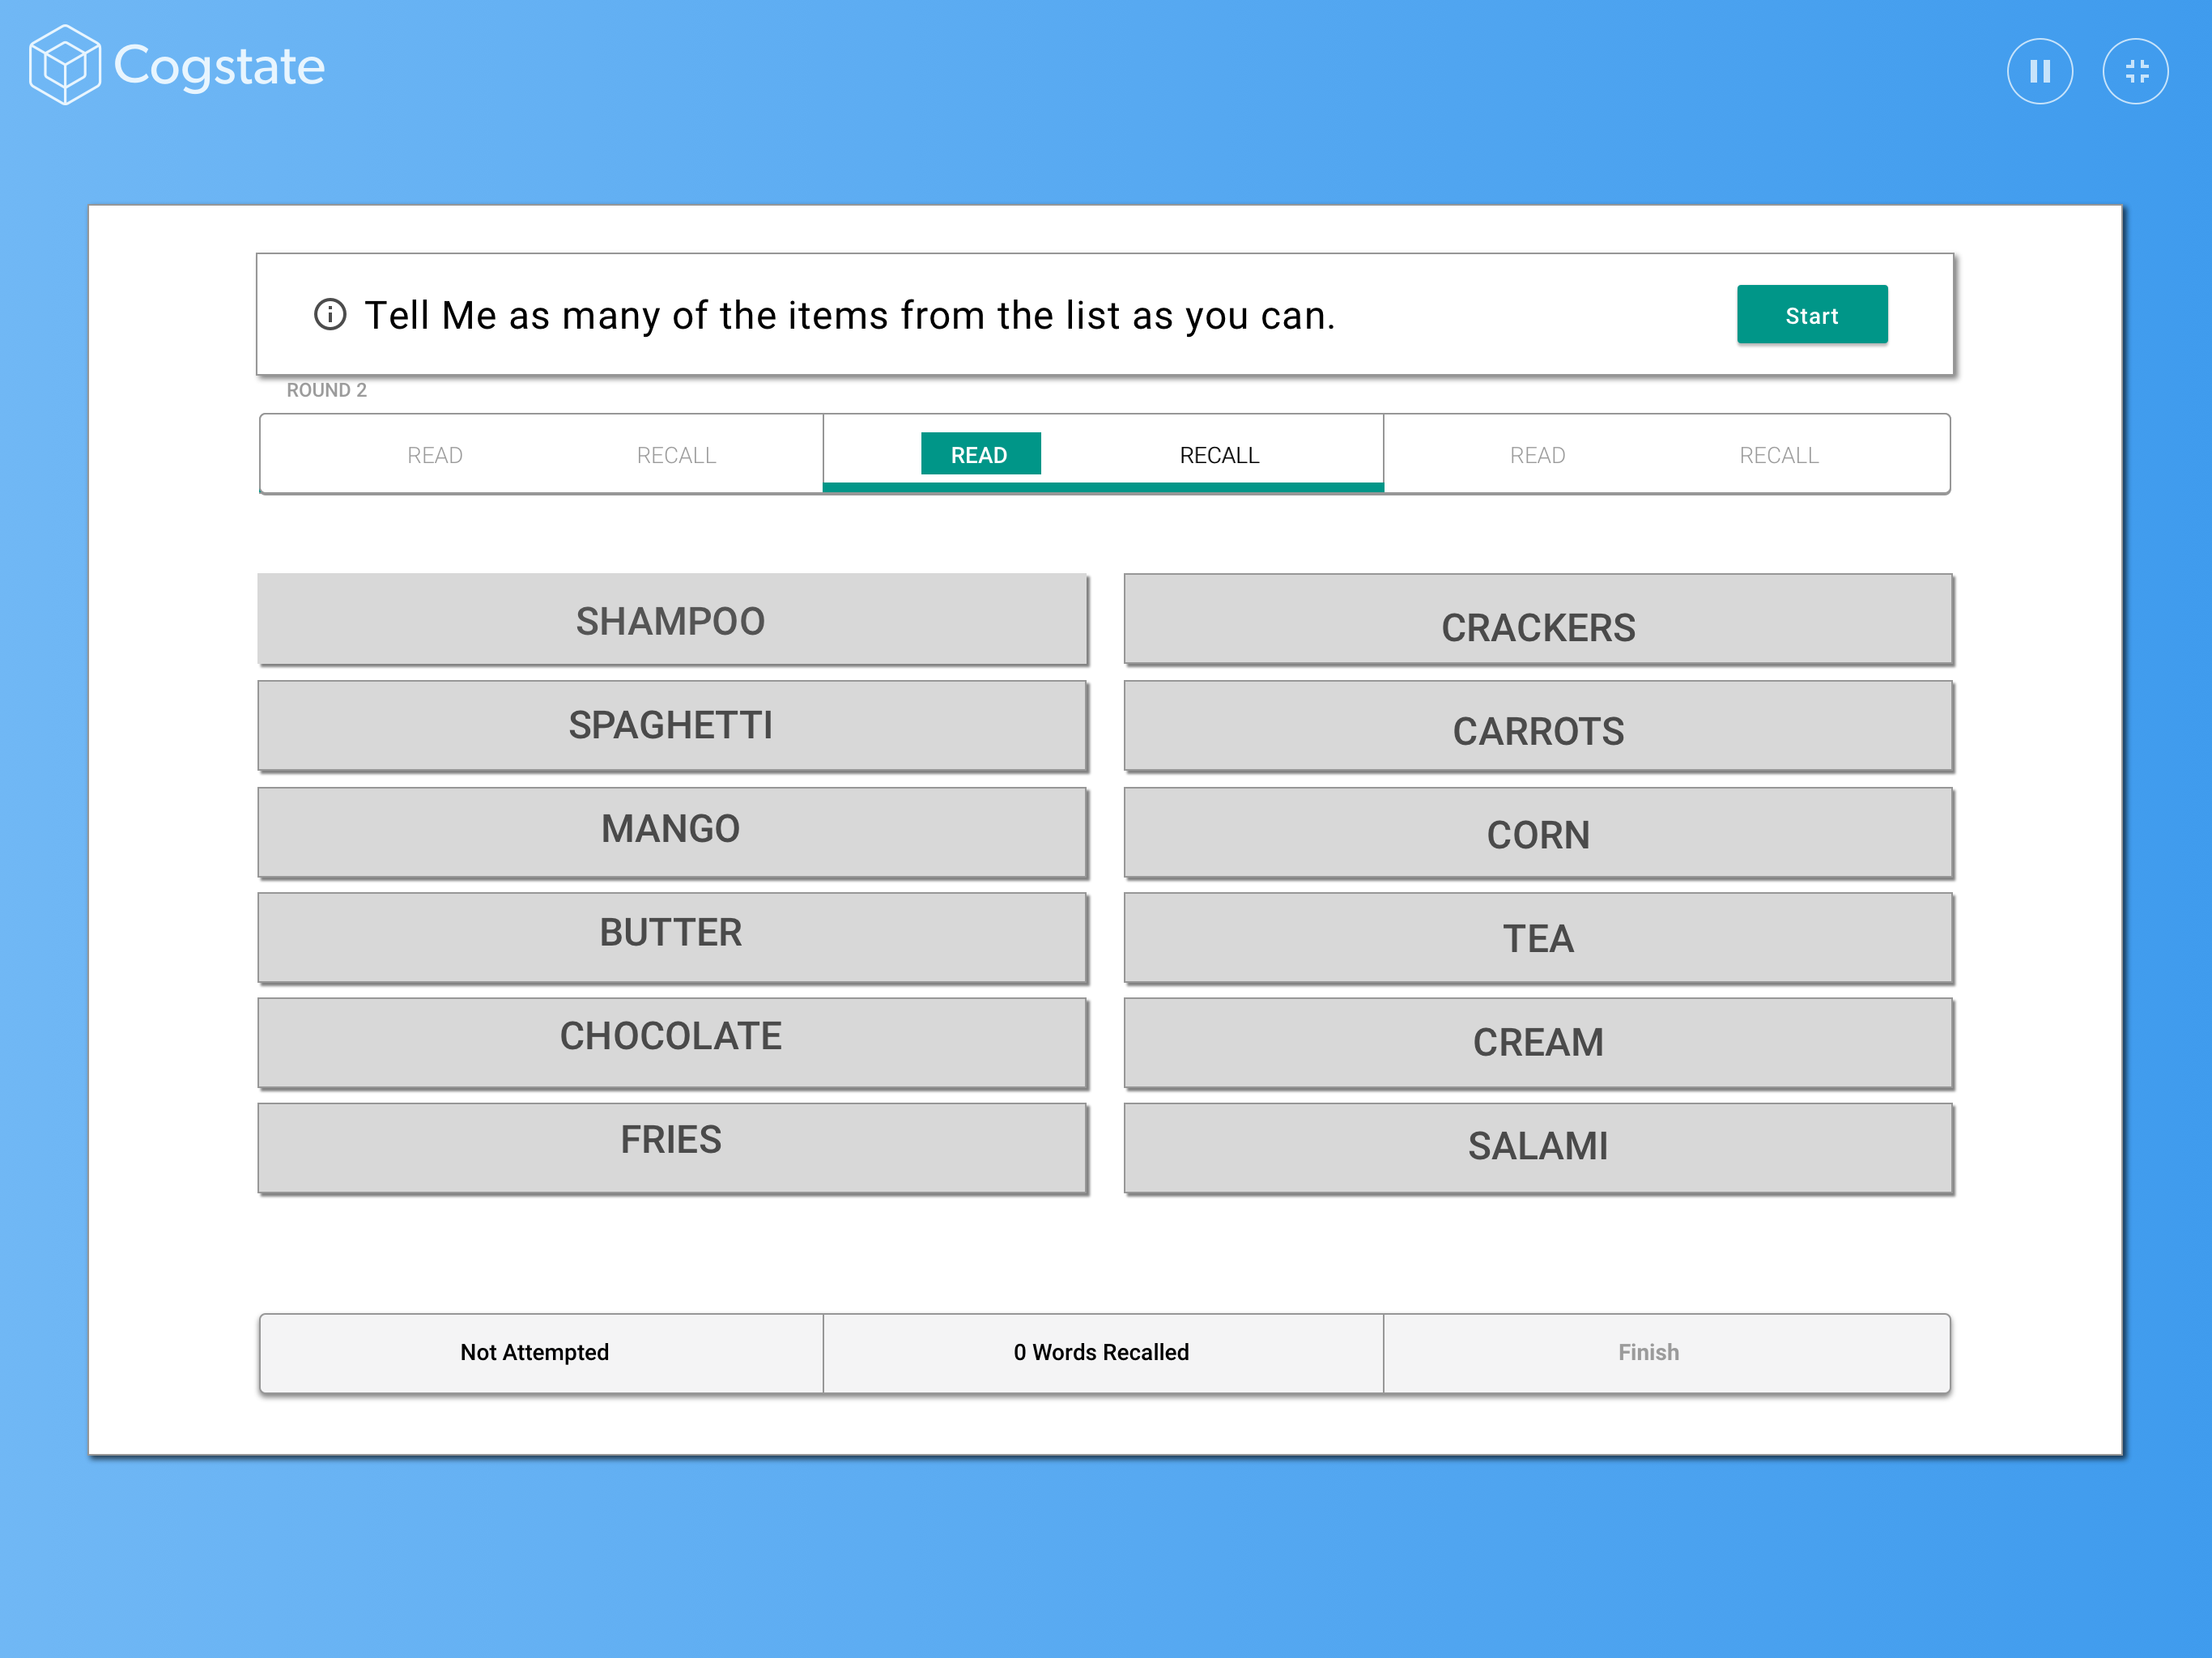 Cogstate
Tell Me as many of the items from the list as you can.
Start
ROUND 2
READ RECALL READ RECALL READ RECALL
SHAMPOO
SPAGHETTI
MANGO
BUTTER
CHOCOLATE
FRIES
CRACKERS
CARROTS
CORN
TEA
CREAM
SALAMI
Not Attempted
0 Words Recalled
Finish